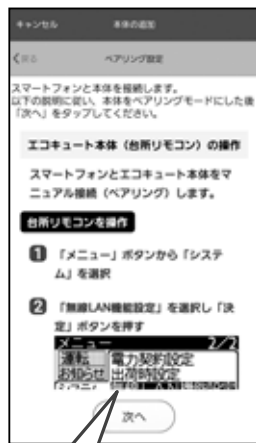 キャンセル 本体の追加
戻る ペアリング設定
スマートフォンと本体を接続します。
以下の説明に従い、本体をペアリングモードにした後
「次へ」をタップしてください。
エコキュート本体(台所リモコン)の操作
スマートフォンとエコキュート本体をマ
ニュアル接続(ペアリング)します。
台所リモコンを操作
1 「メニュー」ボタンから「システ
ム」を選択
2 「無線LAN機能設定」を選択し「決
定」ボタンを押す
メニュー 2/2
運転 電力契約設定
お知らせ 出荷時設定
無線LAN機能設定
次へ